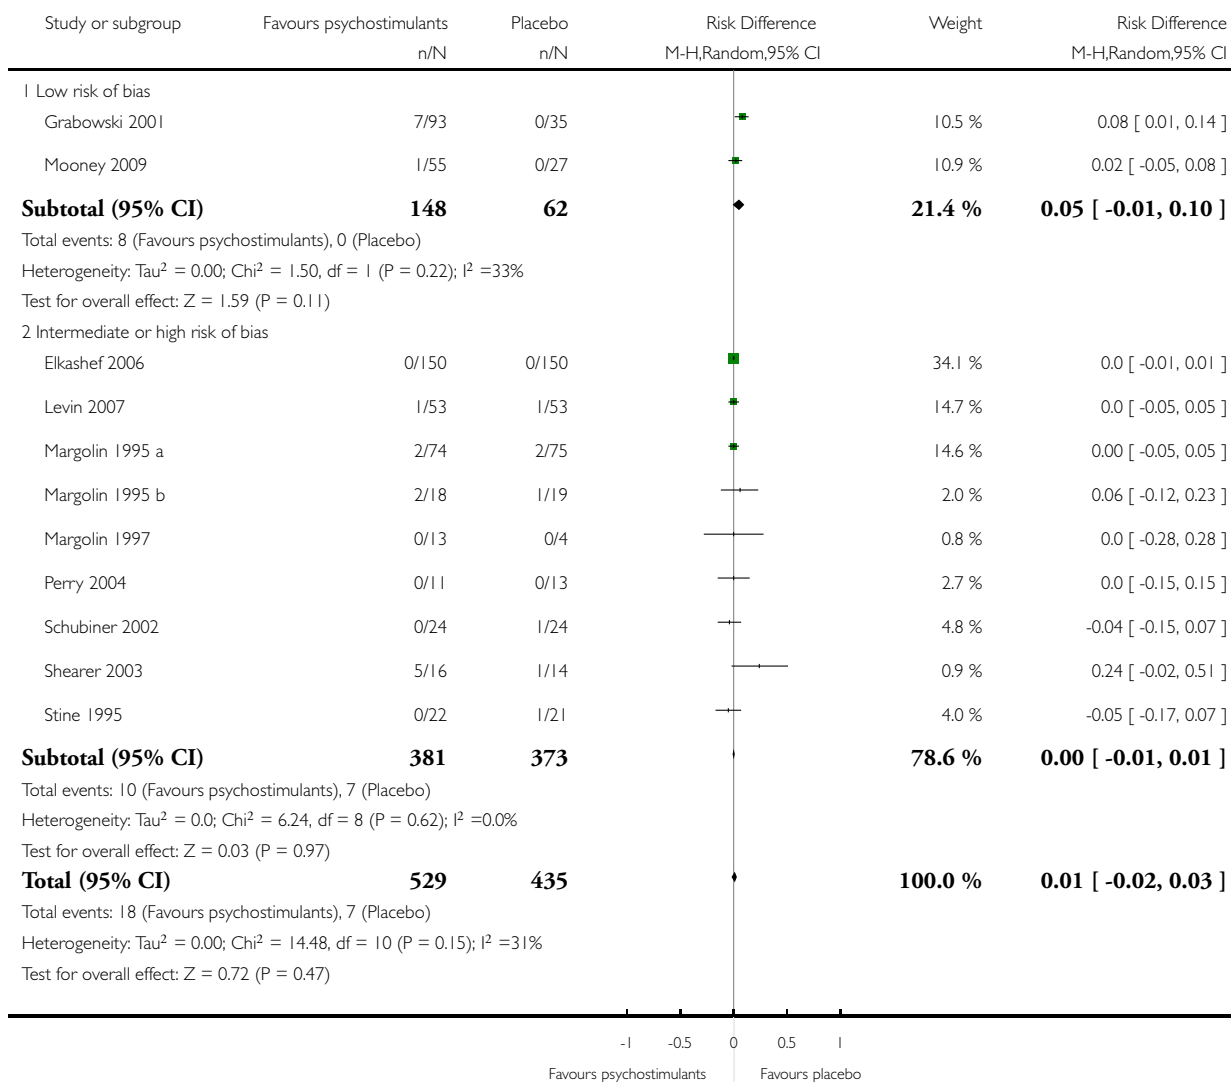 Study or subgroup Favours psychostimulants Placebo Risk Difference Weight Risk Difference
n/N n/N M-H,Random,95% CI M-H,Random,95% CI
1 Low risk of bias
Grabowski 2001 7/93 0/35 10.5 % 0.08 [ 0.01, 0.14 ]
Mooney 2009 1/55 0/27 10.9 % 0.02 [ -0.05, 0.08 ]
Subtotal (95% CI) 148 62 21.4 % 0.05 [ -0.01, 0.10 ]
Total events: 8 (Favours psychostimulants), 0 (Placebo)
Heterogeneity: Tau² = 0.00; Chi² = 1.50, df = 1 (P = 0.22); I² =33%
Test for overall effect: Z = 1.59 (P = 0.11)
2 Intermediate or high risk of bias
Elkashef 2006 0/150 0/150 34.1 % 0.0 [ -0.01, 0.01 ]
Levin 2007 1/53 1/53 14.7 % 0.0 [ -0.05, 0.05 ]
Margolin 1995 a 2/74 2/75 14.6 % 0.00 [ -0.05, 0.05 ]
Margolin 1995 b 2/18 1/19 2.0 % 0.06 [ -0.12, 0.23 ]
Margolin 1997 0/13 0/4 0.8 % 0.0 [ -0.28, 0.28 ]
Perry 2004 0/11 0/13 2.7 % 0.0 [ -0.15, 0.15 ]
Schubiner 2002 0/24 1/24 4.8 % -0.04 [ -0.15, 0.07 ]
Shearer 2003 5/16 1/14 0.9 % 0.24 [ -0.02, 0.51 ]
Stine 1995 0/22 1/21 4.0 % -0.05 [ -0.17, 0.07 ]
Subtotal (95% CI) 381 373 78.6 % 0.00 [ -0.01, 0.01 ]
Total events: 10 (Favours psychostimulants), 7 (Placebo)
Heterogeneity: Tau² = 0.0; Chi² = 6.24, df = 8 (P = 0.62); I² =0.0%
Test for overall effect: Z = 0.03 (P = 0.97)
Total (95% CI) 529 435 100.0 % 0.01 [ -0.02, 0.03 ]
Total events: 18 (Favours psychostimulants), 7 (Placebo)
Heterogeneity: Tau² = 0.00; Chi² = 14.48, df = 10 (P = 0.15); I² =31%
Test for overall effect: Z = 0.72 (P = 0.47)
-1 -0.5 0 0.5 1
Favours psychostimulants Favours placebo